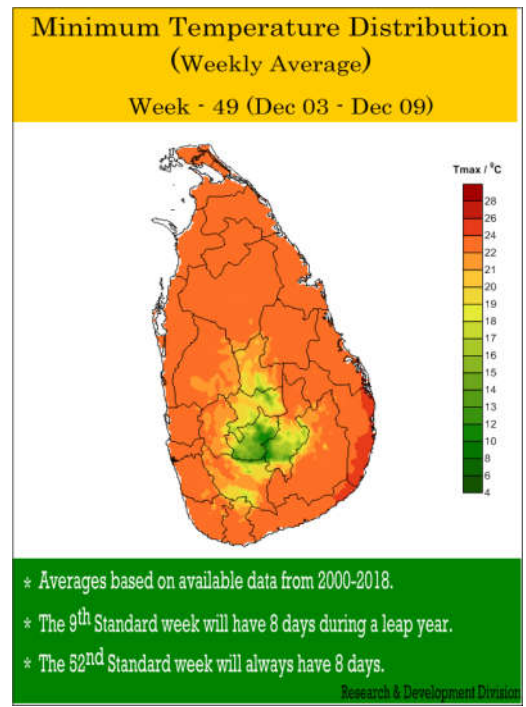 Minimum Temperature Distribution
(Weekly Average)
Week - 49 (Dec 03 - Dec 09)
Tmax / ⁰C
28
26
24
22
21
20
19
18
17
16
15
14
13
12
10
8
6
4
* Averages based on available data from 2000-2018.
* The 9th Standard week will have 8 days during a leap year.
* The 52nd Standard week will always have 8 days.
Research & Development Division